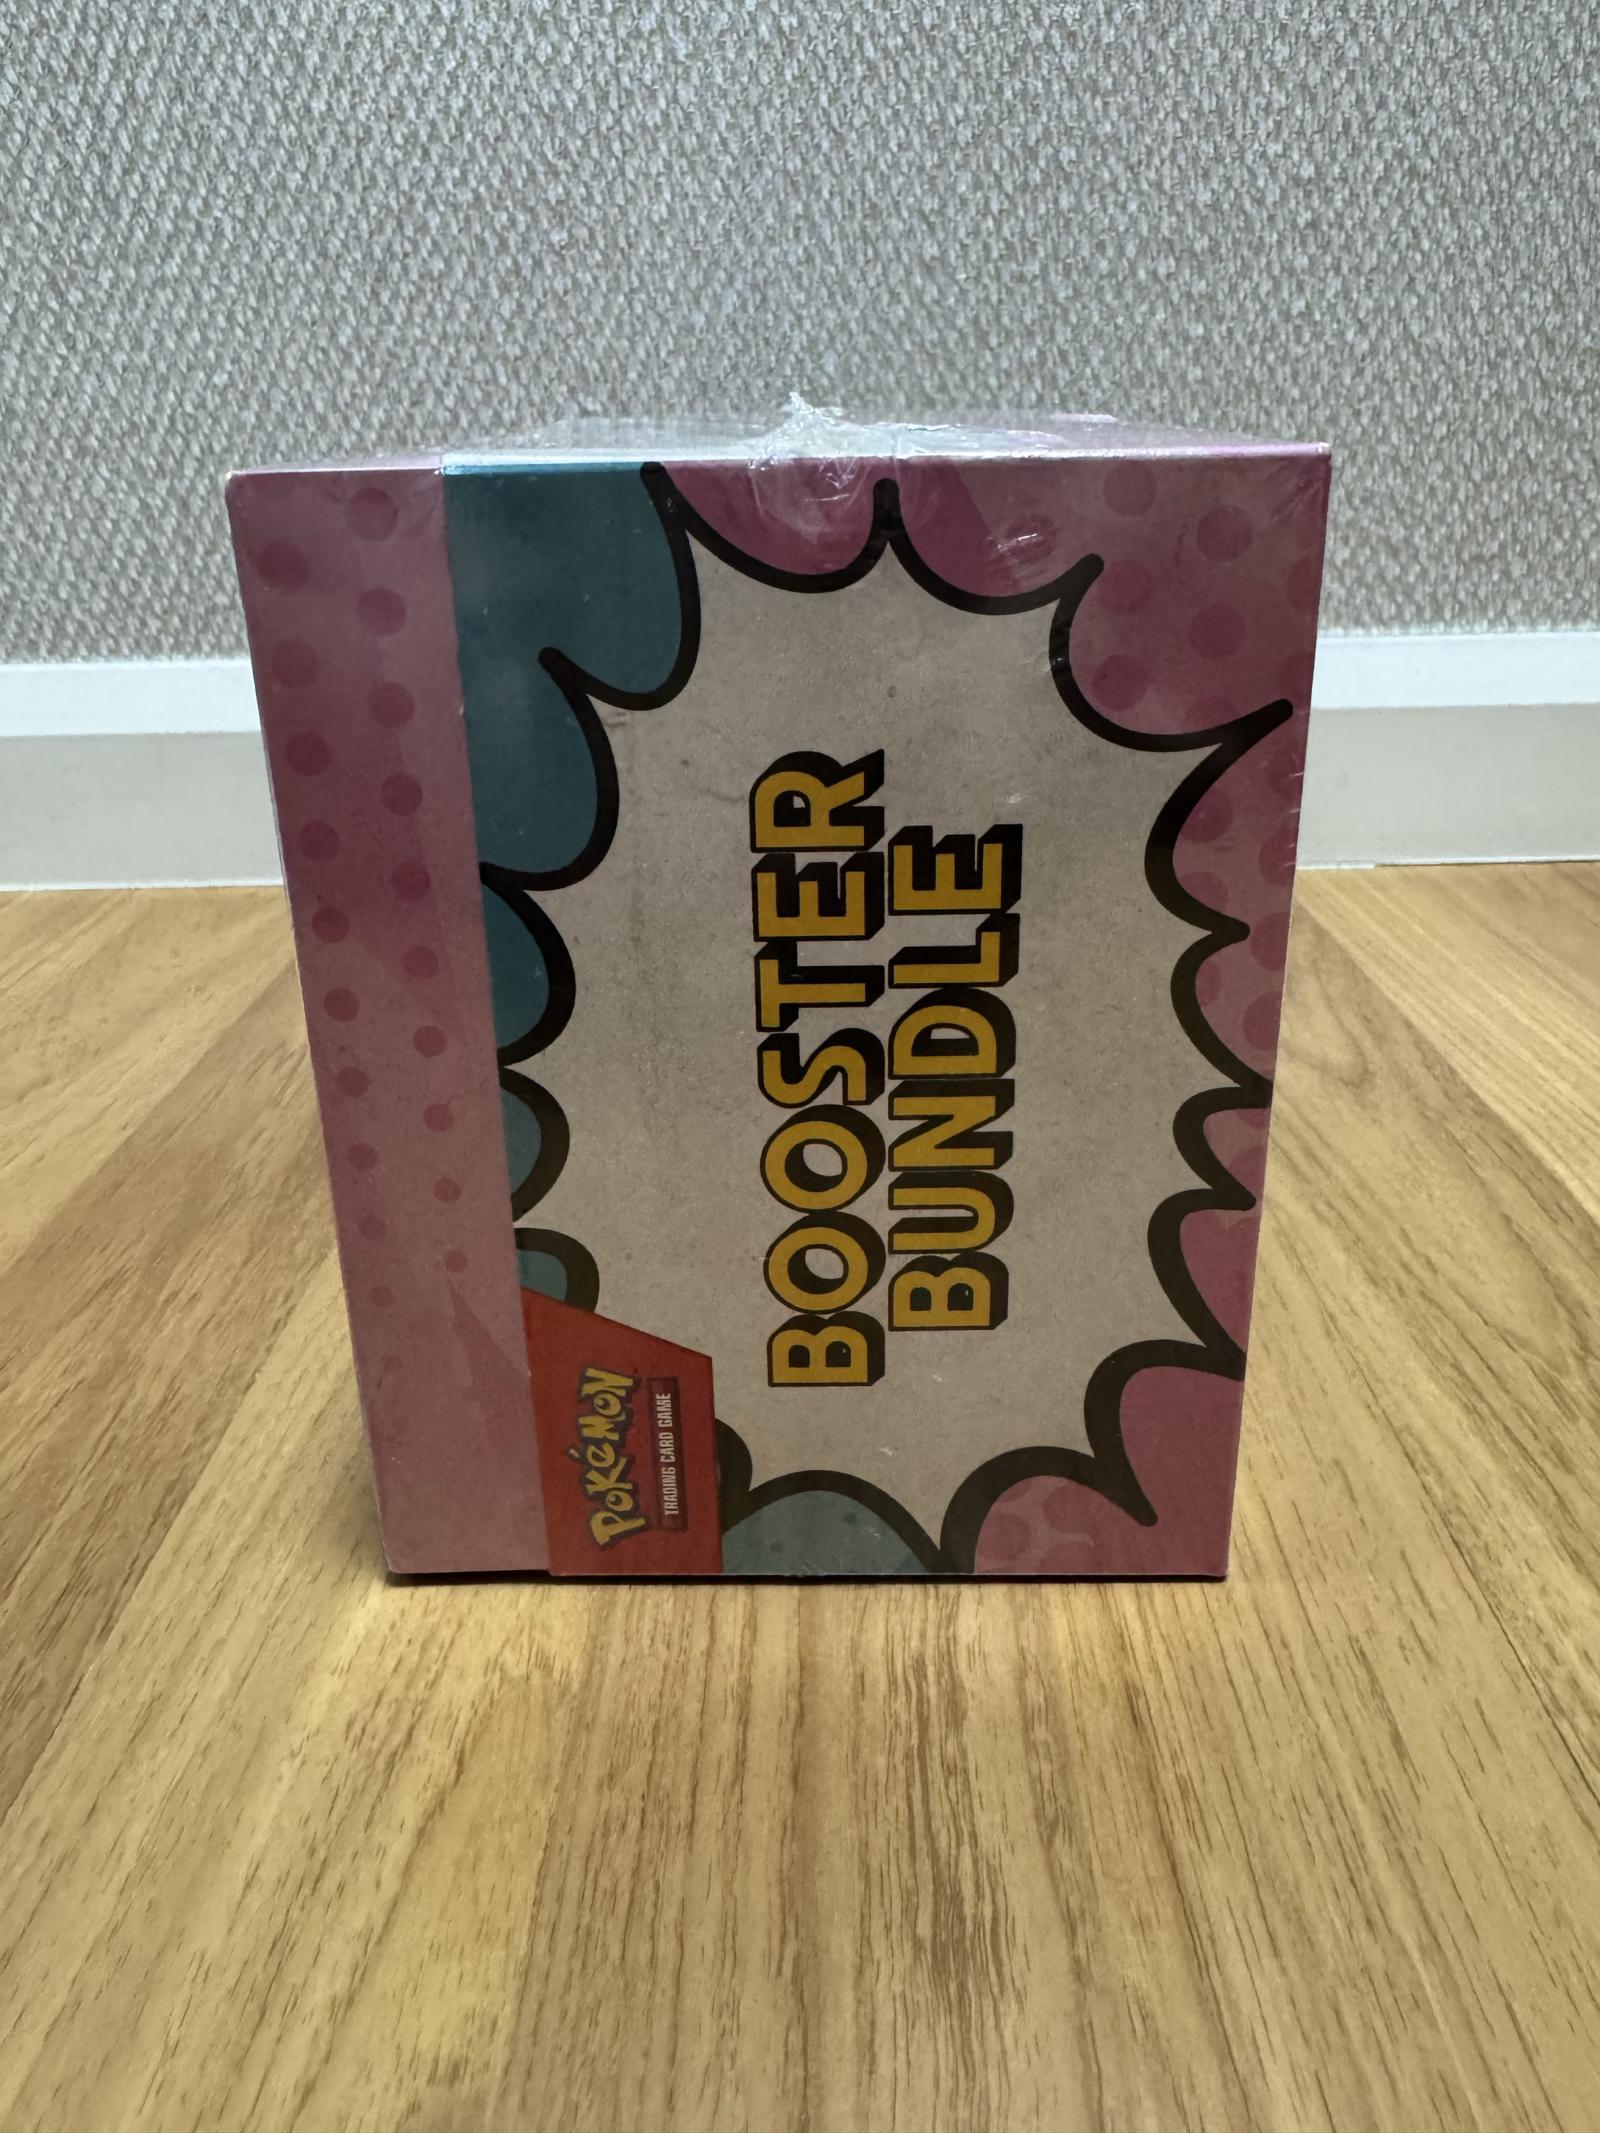 BOOSTER
BUNDLE
POKéMON
TRADING CARD GAME